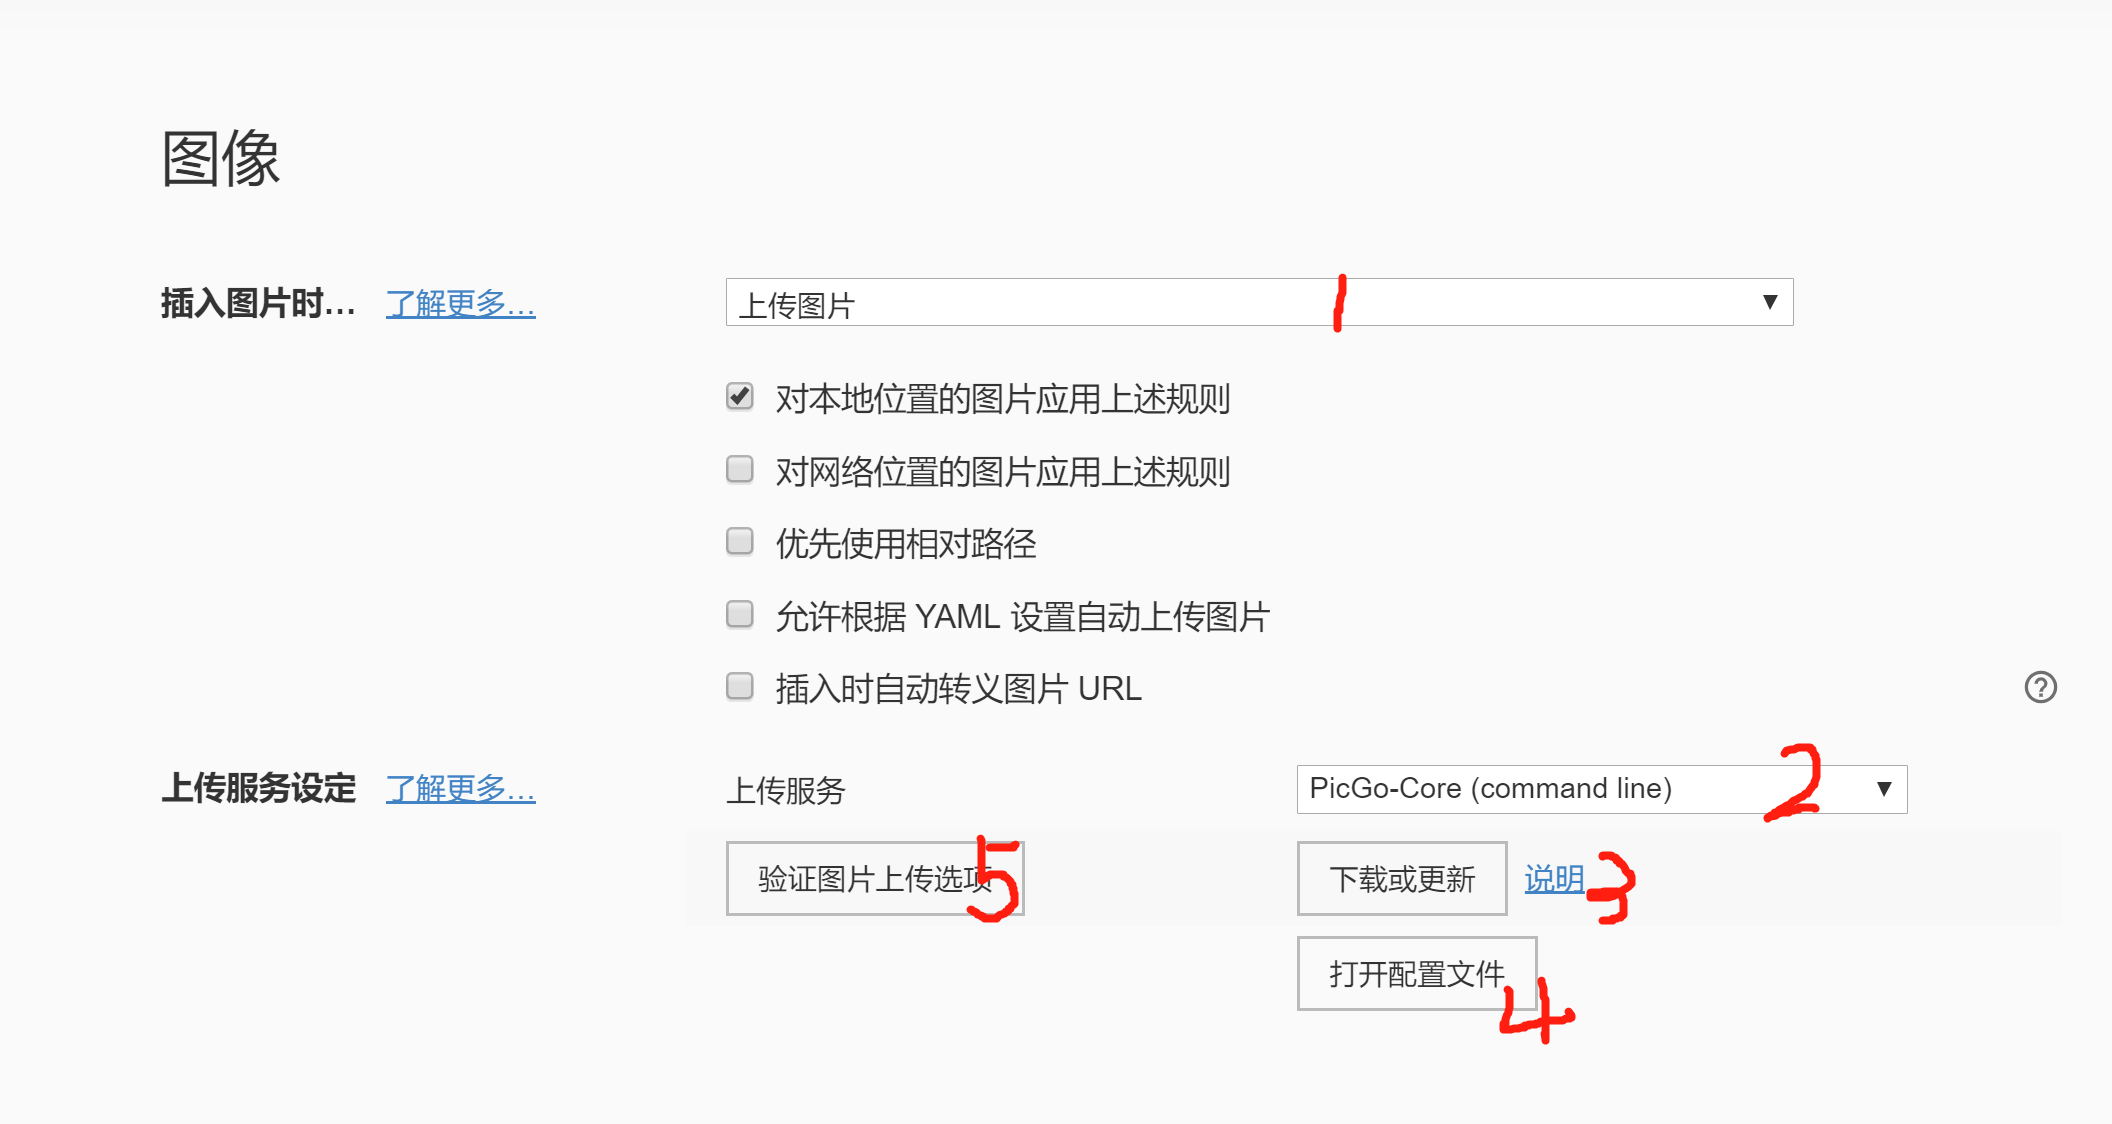 图像
插入图片时... 了解更多... 上传图片 ▼ 1
对本地位置的图片应用上述规则
对网络位置的图片应用上述规则
优先使用相对路径
允许根据 YAML 设置自动上传图片
插入时自动转义图片 URL ?
上传服务设定 了解更多... 上传服务 PicGo-Core (command line) 2 ▼
验证图片上传选项 5 下载或更新 说明 3
打开配置文件 4